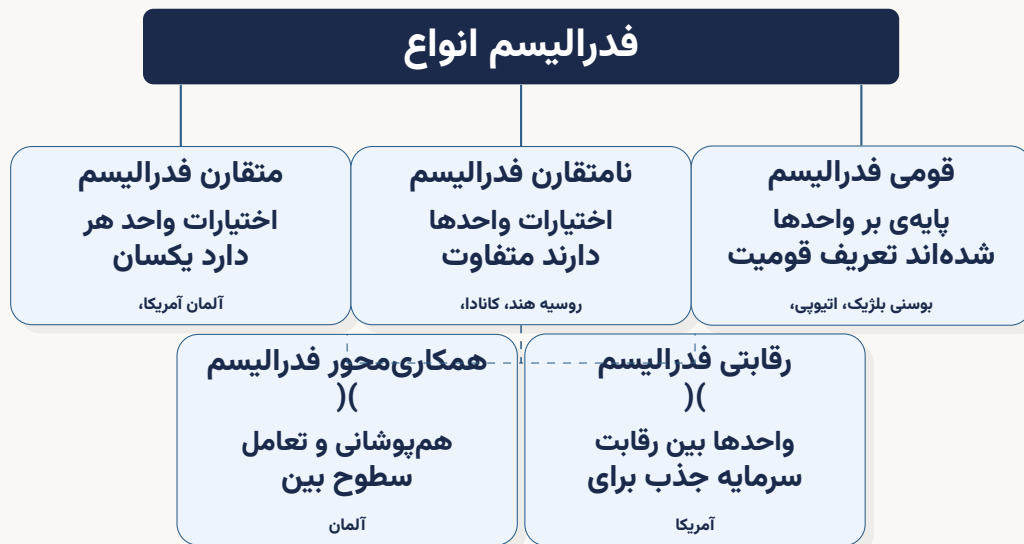 فدرالیسم انواع
قومی فدرالیسم
پایه‌ی بر واحدها
شده‌اند تعریف قومیت
بوسنی بلژیک، اتیوپی،
نامتقارن فدرالیسم
اختیارات واحدها
دارند متفاوت
روسیه هند، کانادا،
متقارن فدرالیسم
اختیارات واحد هر
دارد یکسان
آلمان آمریکا،
رقابتی فدرالیسم
)(
واحدها بین رقابت
سرمایه جذب برای
آمریکا
همکاری‌محور فدرالیسم
)(
هم‌پوشانی و تعامل
سطوح بین
آلمان